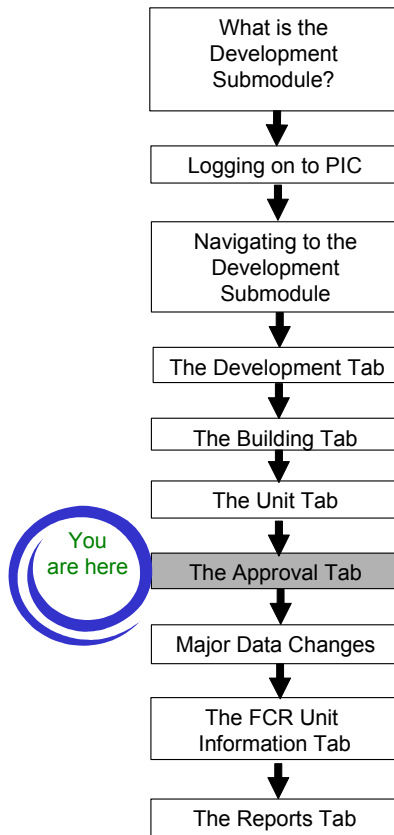 What is the
Development
Submodule?
Logging on to PIC
Navigating to the
Development
Submodule
The Development Tab
The Building Tab
The Unit Tab
You
are here
The Approval Tab
Major Data Changes
The FCR Unit
Information Tab
The Reports Tab